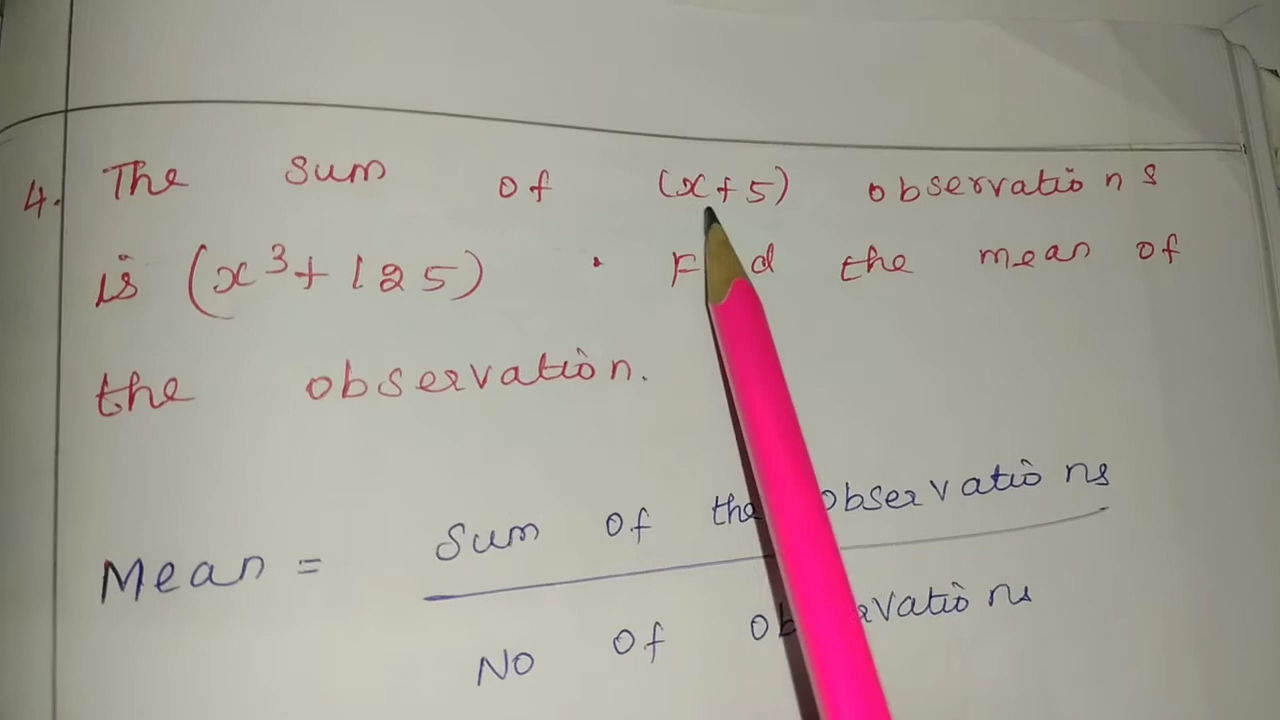 4. The sum of (x+5) observations
is (x³+125) . F d the mean of
the observation.
Mean = Sum of the observations
No of observations